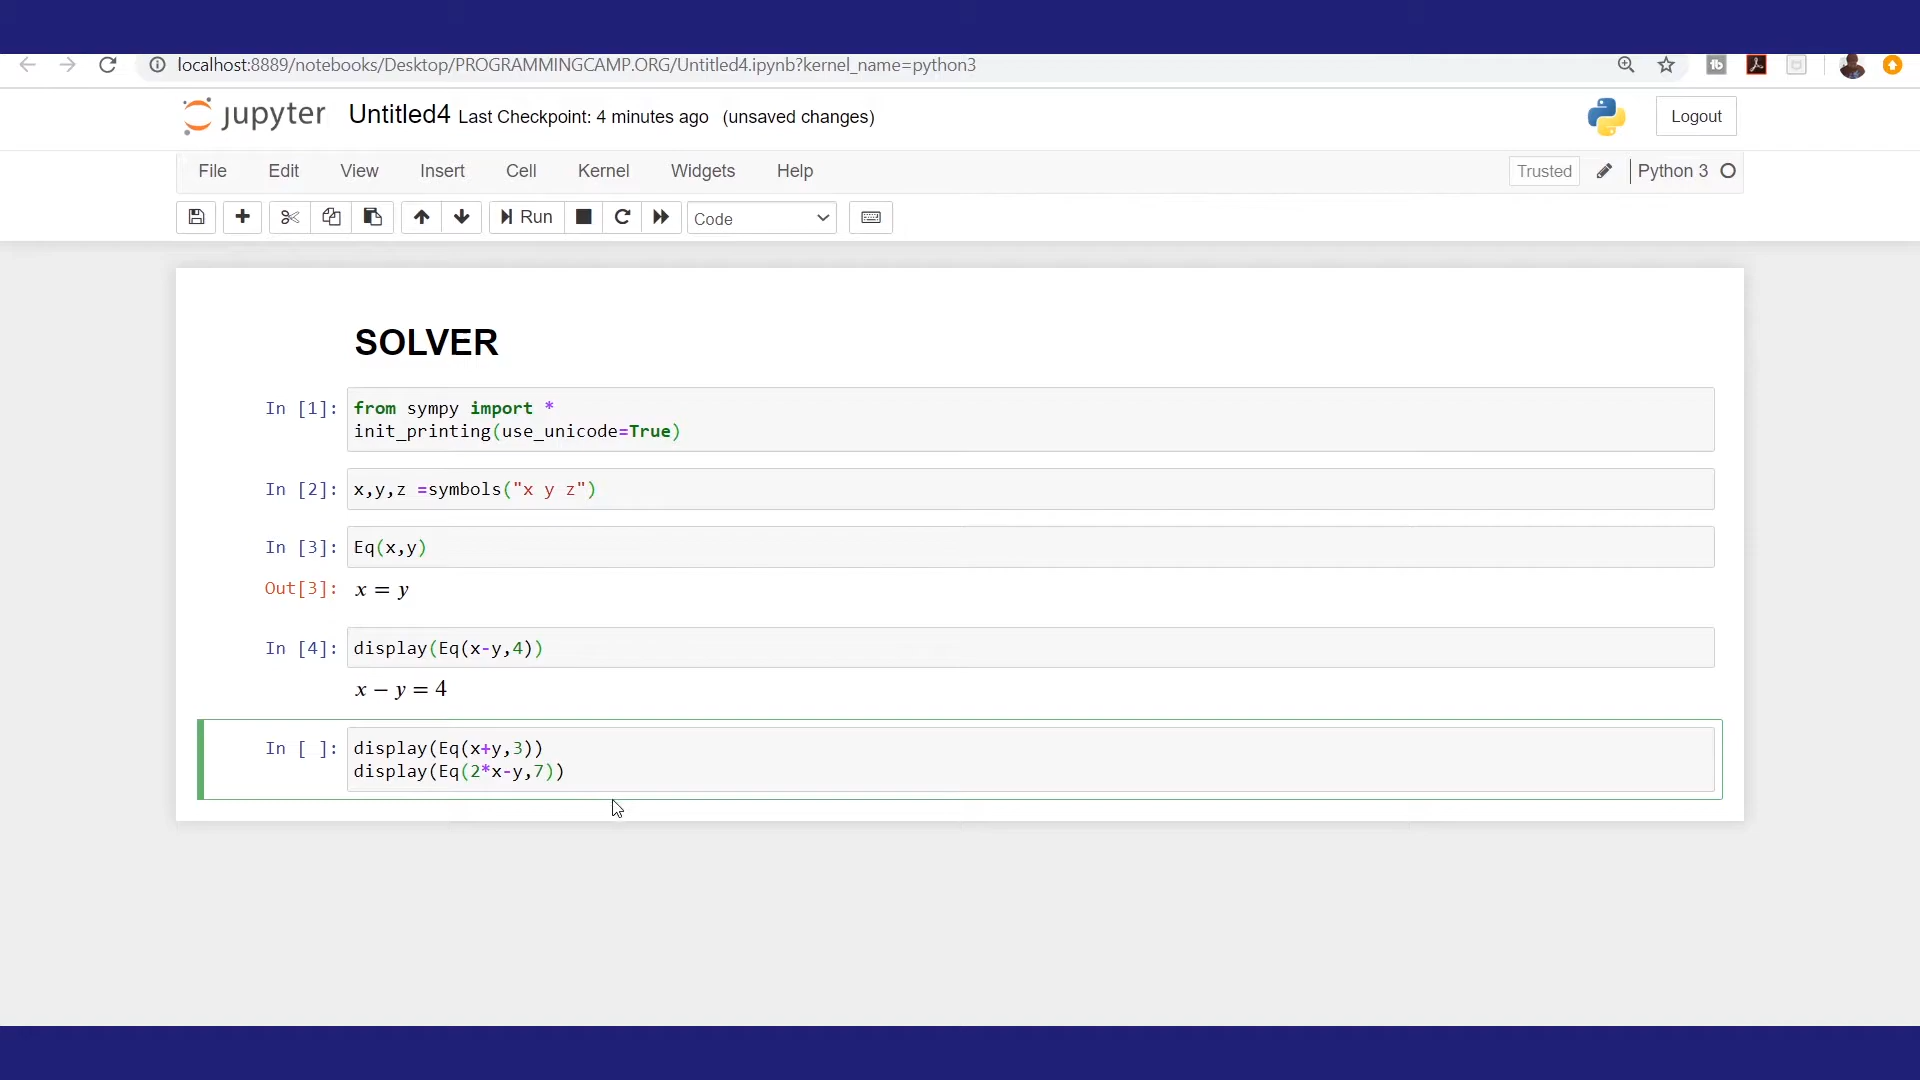 localhost:8889/notebooks/Desktop/PROGRAMMINGCAMP.ORG/Untitled4.ipynb?kernel_name=python3
jupyter Untitled4 Last Checkpoint: 4 minutes ago (unsaved changes) Logout
File Edit View Insert Cell Kernel Widgets Help Trusted Python 3
Run Code
SOLVER
In [1]: from sympy import *
init_printing(use_unicode=True)
In [2]: x,y,z =symbols("x y z")
In [3]: Eq(x,y)
Out[3]: x = y
In [4]: display(Eq(x-y,4))
x − y = 4
In [ ]: display(Eq(x+y,3))
display(Eq(2*x-y,7))